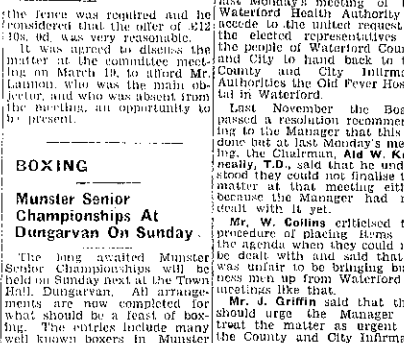 the fence was required and he
considered that the offer of £12
10s. 0d. was very reasonable.
It was agreed to discuss the
matter at the committee meet-
ing on March 19, to afford Mr.
Lannon, who was the main ob-
jector, and who was absent from
the meeting, an opportunity to
be present.
BOXING
Munster Senior
Championships At
Dungarvan On Sunday
The long awaited Munster
Senior Championships will be
held on Sunday next at the Town
Hall, Dungarvan. All arrange-
ments are now completed for
what should be a feast of box-
ing. The entries include many
well known boxers in Munster
last Monday's meeting of
Waterford Health Authority
accede to the united request
the elected representatives
the people of Waterford Coun
and City to hand back to t
County and City Infirm
Authorities the Old Fever Hos
tal in Waterford.
Last November the Boa
passed a resolution recommen
ing to the Manager that this
done but at last Monday's me
ing, the Chairman, Ald W. K
neally, T.D., said that he und
stood they could not finalise t
matter at that meeting eith
because the Manager had n
dealt with it yet.
Mr. W. Collins criticised t
procedure of placing items
the agenda when they could n
be dealt with and said that
was unfair to be bringing bu
ness men up from Waterford
meetings like that.
Mr. J. Griffin said that th
should urge the Manager
treat the matter as urgent
the County and City Infirma